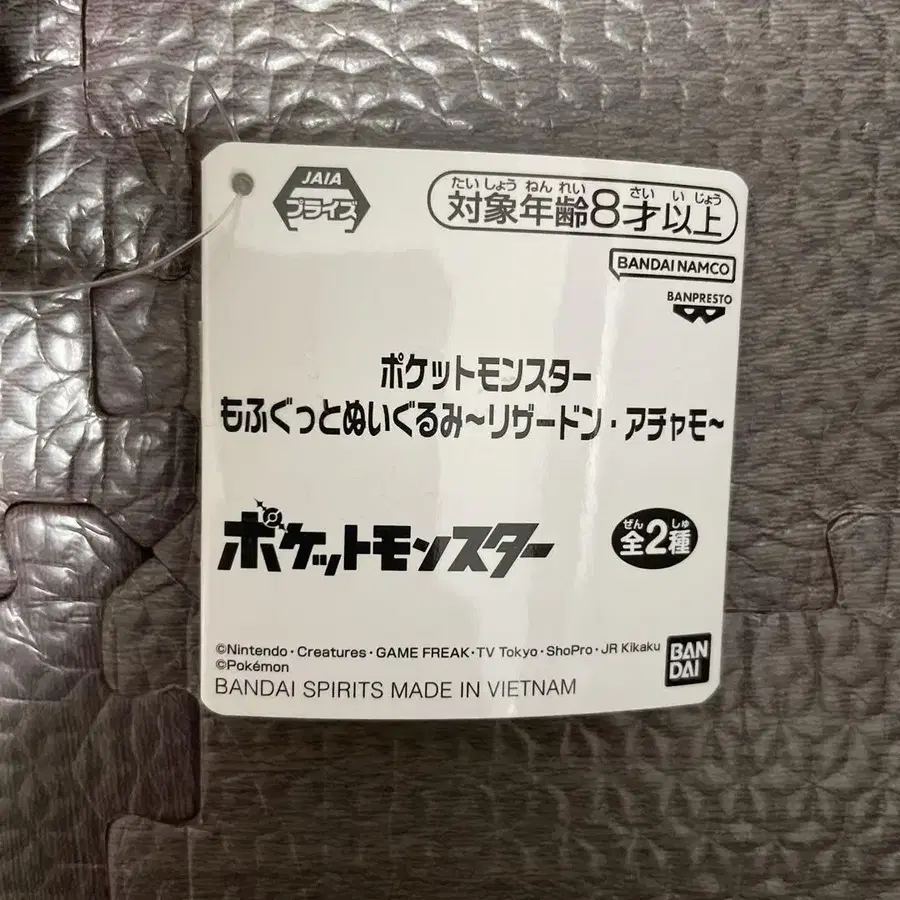 JAIA
プライズ
たいしょうねんれい さいいじょう
対象年齢8才以上
BANDAI NAMCO
BANPRESTO
ポケットモンスター
もふぐっとぬいぐるみ〜リザードン・アチャモ〜
ポケットモンスター
ぜん しゅ
全2種
©Nintendo・Creatures・GAME FREAK・TV Tokyo・ShoPro・JR Kikaku
©Pokémon
BANDAI SPIRITS MADE IN VIETNAM
BAN
DAI